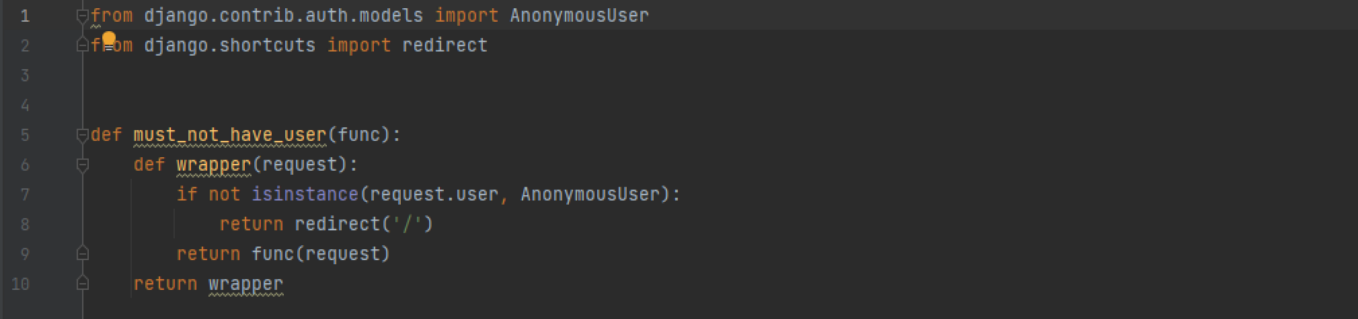 1 from django.contrib.auth.models import AnonymousUser
2 from django.shortcuts import redirect
3
4
5 def must_not_have_user(func):
6     def wrapper(request):
7         if not isinstance(request.user, AnonymousUser):
8             return redirect('/')
9         return func(request)
10     return wrapper